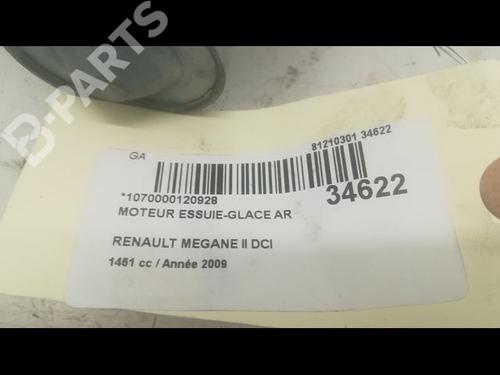 B-PARTS
GA
81210301 34622
*1070000120928
34622
MOTEUR ESSUIE-GLACE AR
RENAULT MEGANE II DCI
1461 cc / Année 2009